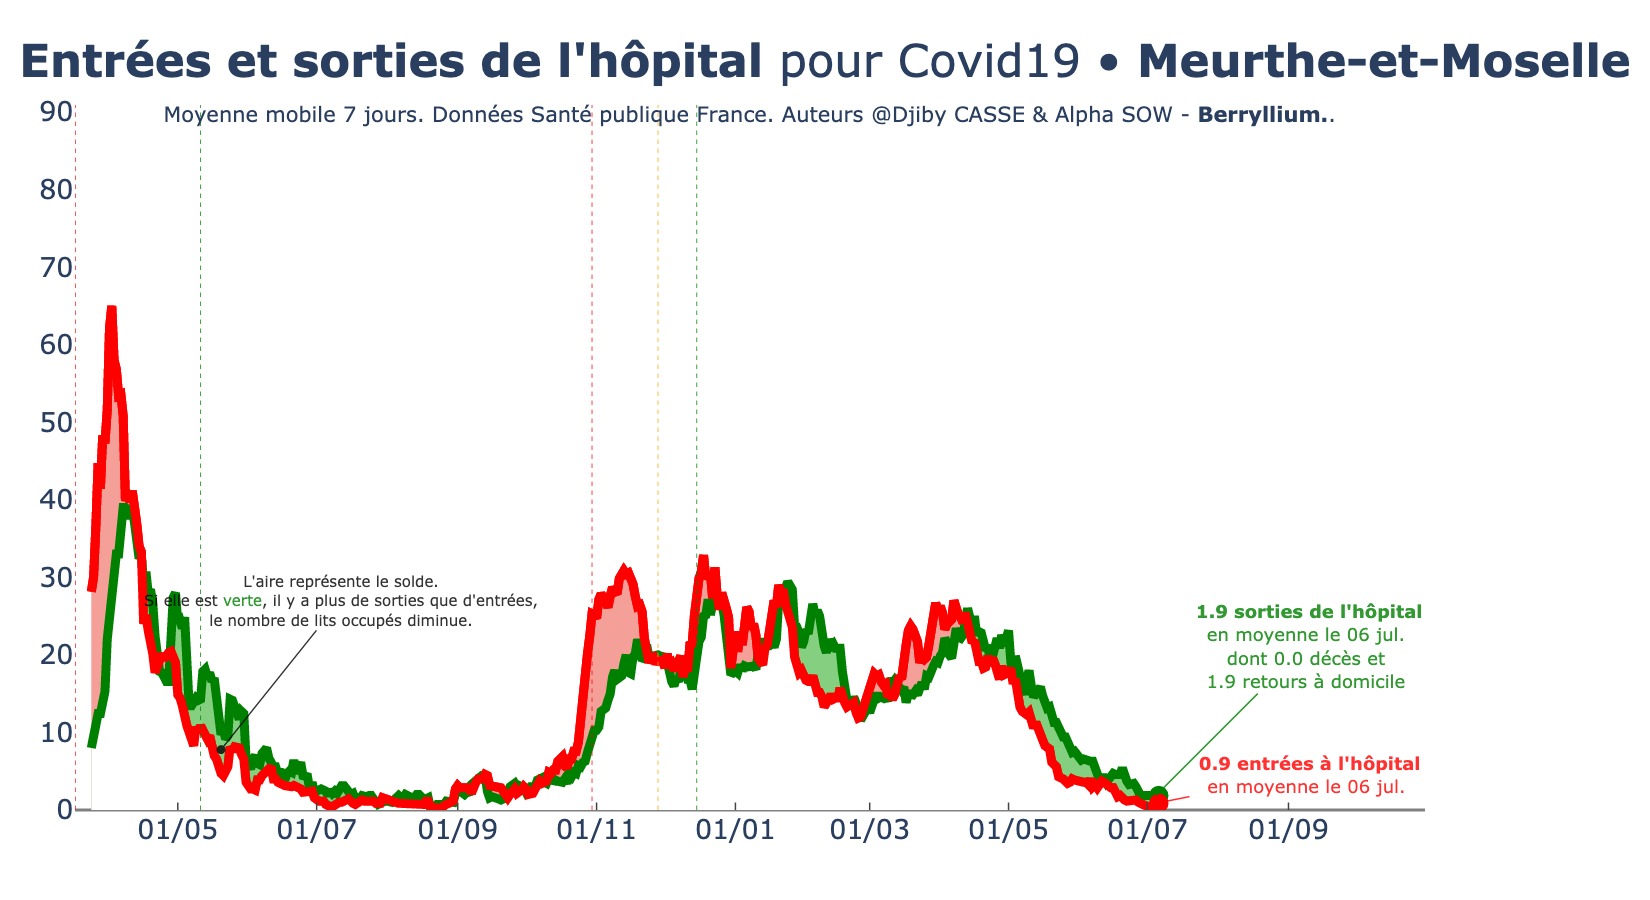 Entrées et sorties de l'hôpital pour Covid19 • Meurthe-et-Moselle
Moyenne mobile 7 jours. Données Santé publique France. Auteurs @Djiby CASSE & Alpha SOW - Berryllium..
90
80
70
60
50
40
30
20
10
0
L'aire représente le solde.
Si elle est verte, il y a plus de sorties que d'entrées,
le nombre de lits occupés diminue.
1.9 sorties de l'hôpital
en moyenne le 06 jul.
dont 0.0 décès et
1.9 retours à domicile
0.9 entrées à l'hôpital
en moyenne le 06 jul.
01/05 01/07 01/09 01/11 01/01 01/03 01/05 01/07 01/09